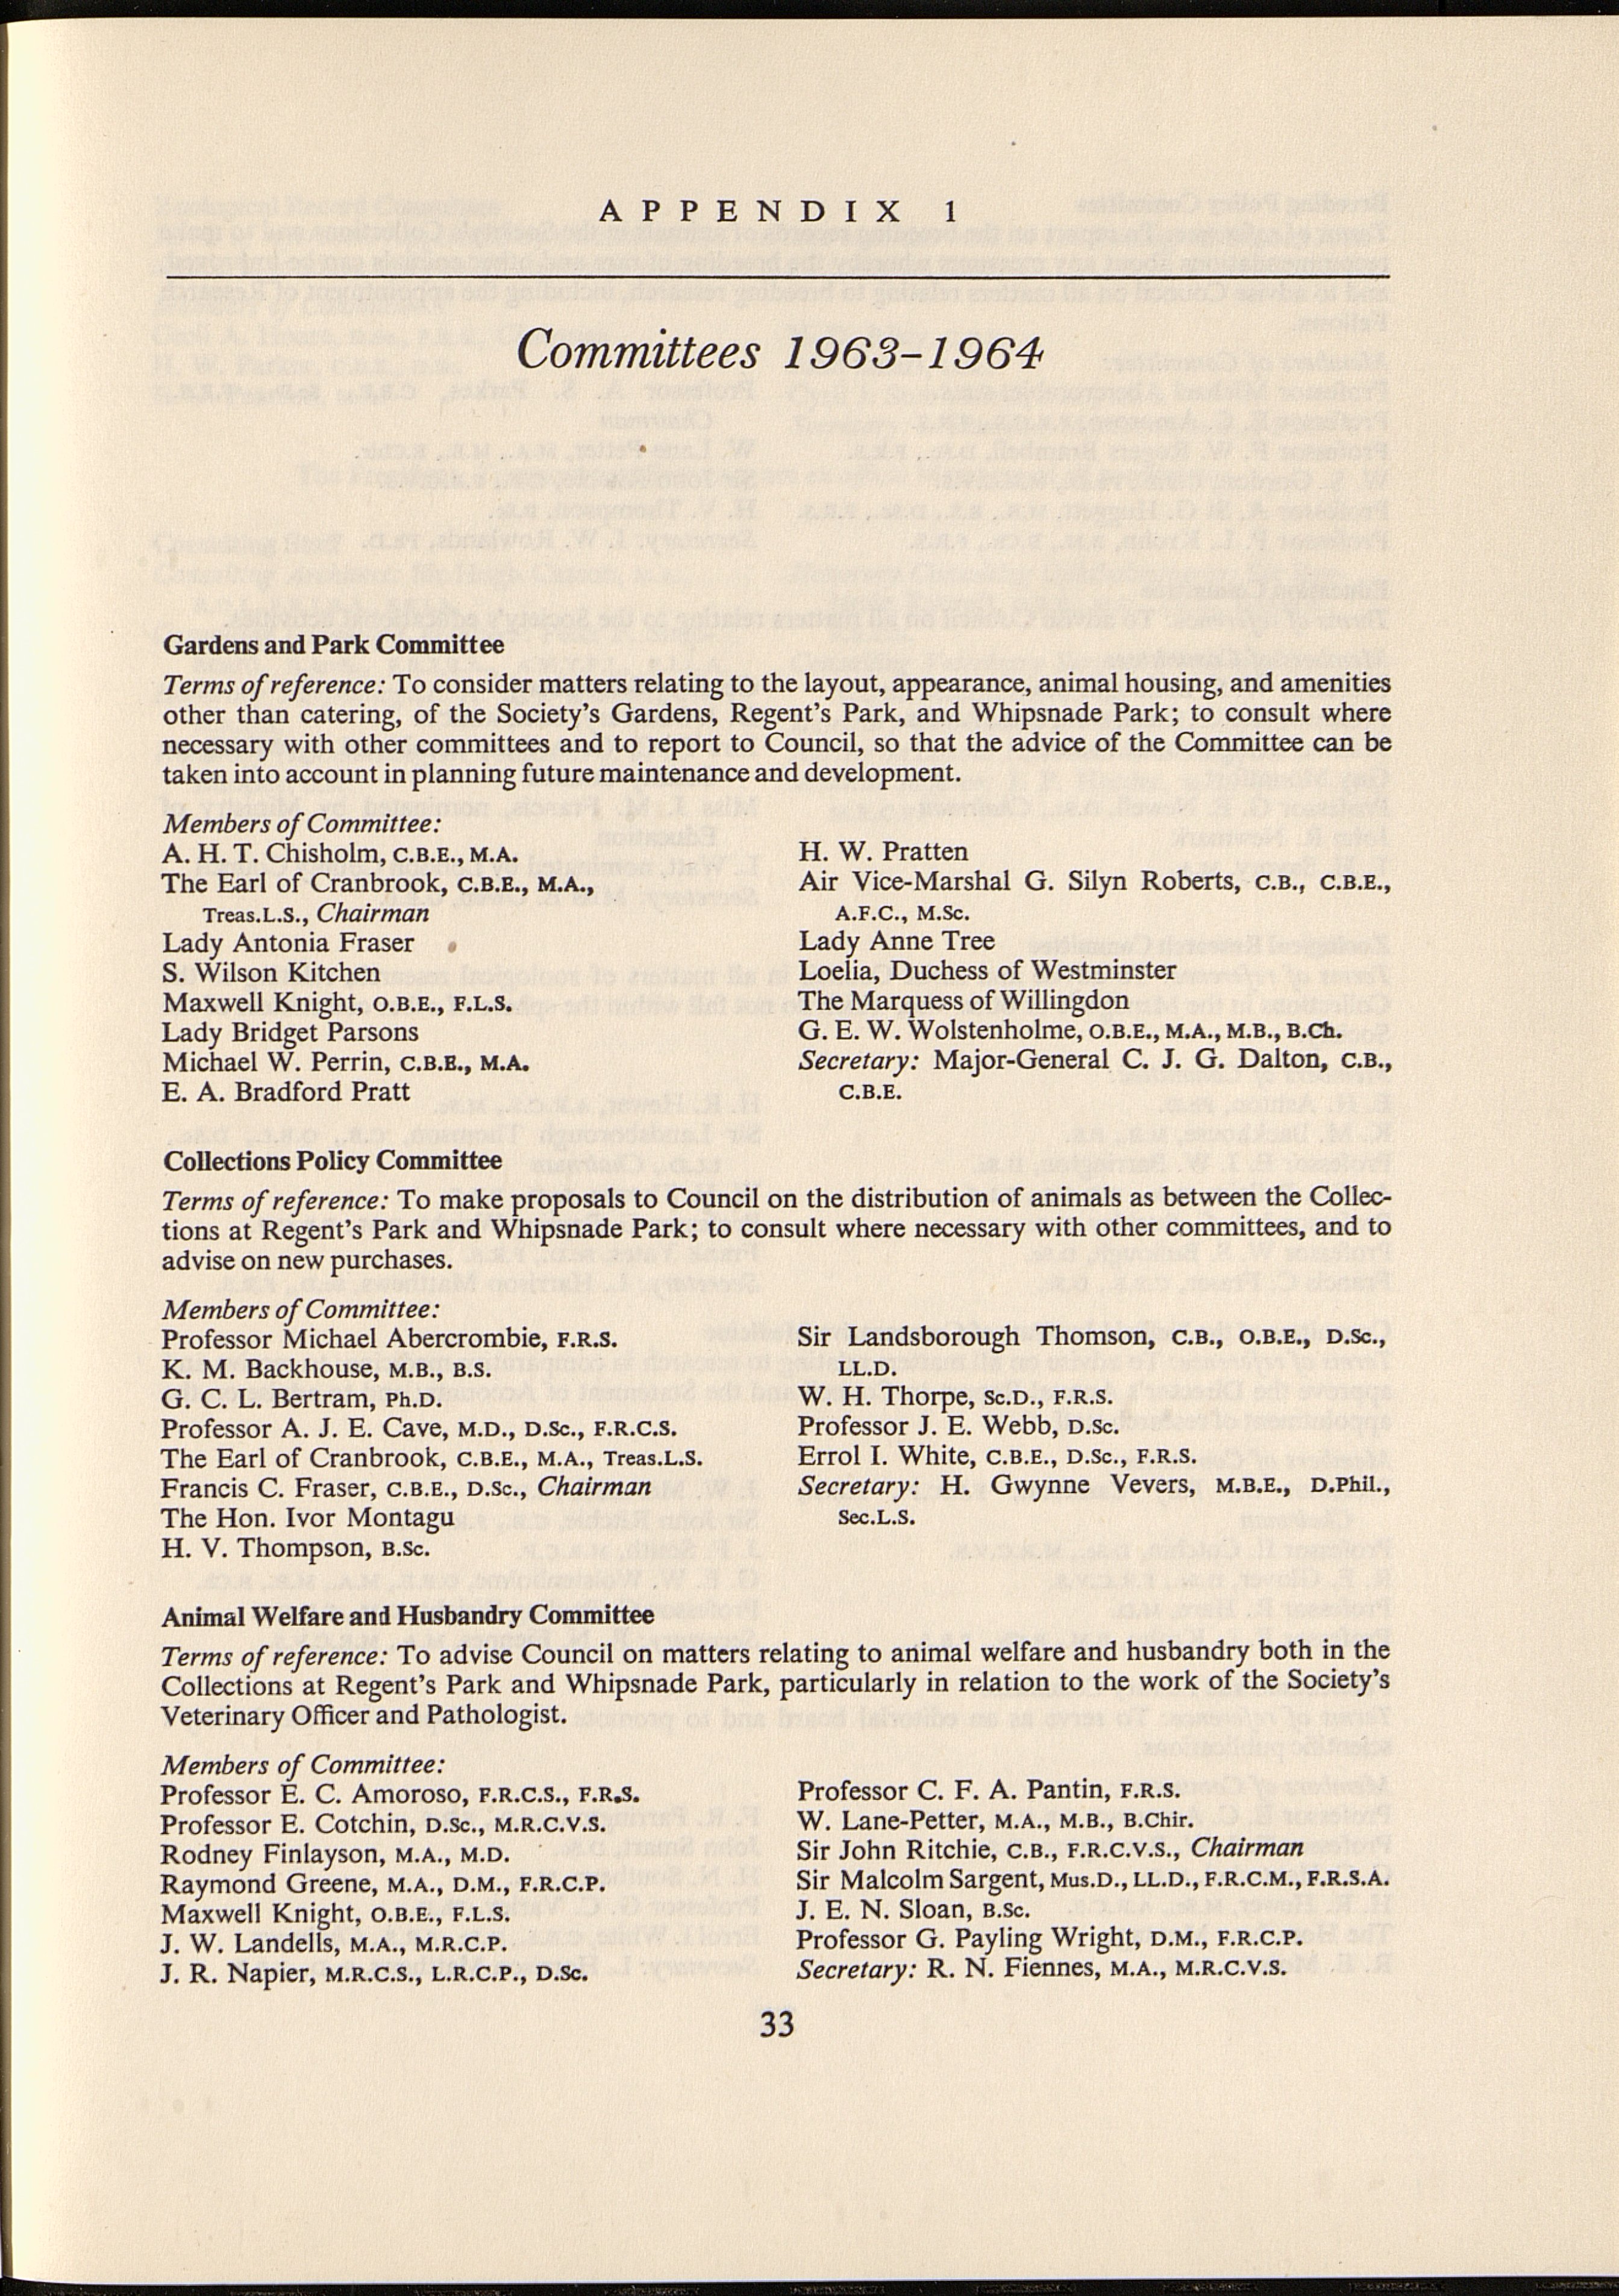 APPENDIX 1
Committees 1963–1964
Gardens and Park Committee
Terms of reference: To consider matters relating to the layout, appearance, animal housing, and amenities
other than catering, of the Society's Gardens, Regent's Park, and Whipsnade Park; to consult where
necessary with other committees and to report to Council, so that the advice of the Committee can be
taken into account in planning future maintenance and development.
Members of Committee:
A. H. T. Chisholm, C.B.E., M.A.
The Earl of Cranbrook, C.B.E., M.A.,
Treas.L.S., Chairman
Lady Antonia Fraser
S. Wilson Kitchen
Maxwell Knight, O.B.E., F.L.S.
Lady Bridget Parsons
Michael W. Perrin, C.B.E., M.A.
E. A. Bradford Pratt
H. W. Pratten
Air Vice-Marshal G. Silyn Roberts, C.B., C.B.E.,
A.F.C., M.Sc.
Lady Anne Tree
Loelia, Duchess of Westminster
The Marquess of Willingdon
G. E. W. Wolstenholme, O.B.E., M.A., M.B., B.Ch.
Secretary: Major-General C. J. G. Dalton, C.B.,
C.B.E.
Collections Policy Committee
Terms of reference: To make proposals to Council on the distribution of animals as between the Collec-
tions at Regent's Park and Whipsnade Park; to consult where necessary with other committees, and to
advise on new purchases.
Members of Committee:
Professor Michael Abercrombie, F.R.S.
K. M. Backhouse, M.B., B.S.
G. C. L. Bertram, Ph.D.
Professor A. J. E. Cave, M.D., D.Sc., F.R.C.S.
The Earl of Cranbrook, C.B.E., M.A., Treas.L.S.
Francis C. Fraser, C.B.E., D.Sc., Chairman
The Hon. Ivor Montagu
H. V. Thompson, B.Sc.
Sir Landsborough Thomson, C.B., O.B.E., D.Sc.,
LL.D.
W. H. Thorpe, Sc.D., F.R.S.
Professor J. E. Webb, D.Sc.
Errol I. White, C.B.E., D.Sc., F.R.S.
Secretary: H. Gwynne Vevers, M.B.E., D.Phil.,
Sec.L.S.
Animal Welfare and Husbandry Committee
Terms of reference: To advise Council on matters relating to animal welfare and husbandry both in the
Collections at Regent's Park and Whipsnade Park, particularly in relation to the work of the Society's
Veterinary Officer and Pathologist.
Members of Committee:
Professor E. C. Amoroso, F.R.C.S., F.R.S.
Professor E. Cotchin, D.Sc., M.R.C.V.S.
Rodney Finlayson, M.A., M.D.
Raymond Greene, M.A., D.M., F.R.C.P.
Maxwell Knight, O.B.E., F.L.S.
J. W. Landells, M.A., M.R.C.P.
J. R. Napier, M.R.C.S., L.R.C.P., D.Sc.
Professor C. F. A. Pantin, F.R.S.
W. Lane-Petter, M.A., M.B., B.Chir.
Sir John Ritchie, C.B., F.R.C.V.S., Chairman
Sir Malcolm Sargent, Mus.D., LL.D., F.R.C.M., F.R.S.A.
J. E. N. Sloan, B.Sc.
Professor G. Payling Wright, D.M., F.R.C.P.
Secretary: R. N. Fiennes, M.A., M.R.C.V.S.
33